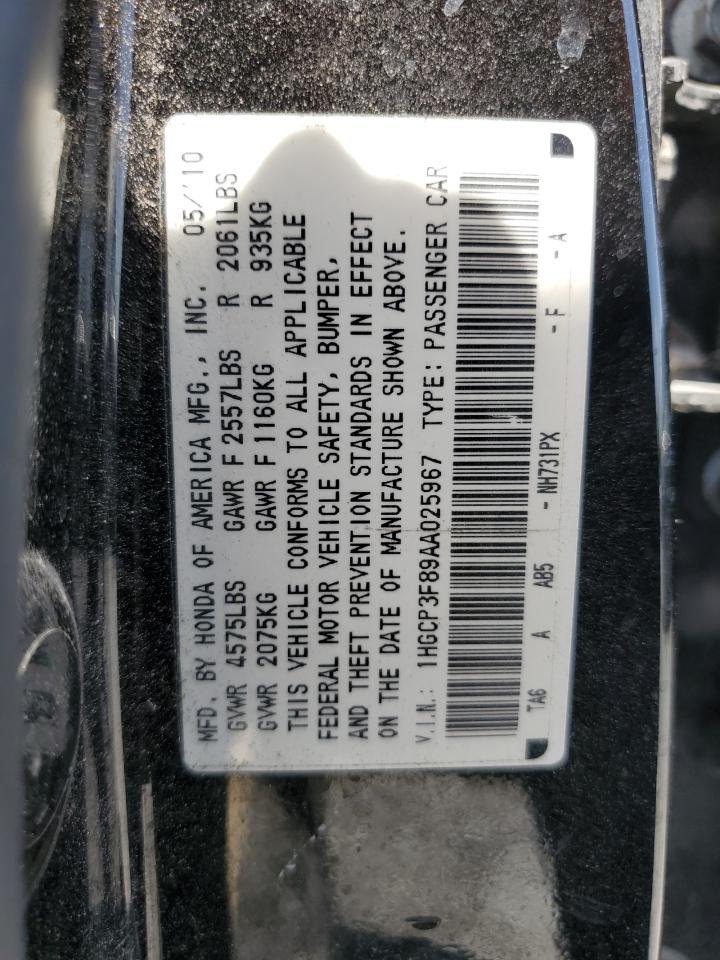 MFD. BY HONDA OF AMERICA MFG., INC. 05/'10
GVWR 4575LBS GAWR F 2557LBS R 2061LBS
GVWR 2075KG GAWR F 1160KG R 935KG
THIS VEHICLE CONFORMS TO ALL APPLICABLE
FEDERAL MOTOR VEHICLE SAFETY, BUMPER,
AND THEFT PREVENTION STANDARDS IN EFFECT
ON THE DATE OF MANUFACTURE SHOWN ABOVE.
V.I.N.: 1HGCP3F89AA025967 TYPE: PASSENGER CAR
TA6 A AB5 - NH731PX - F - A